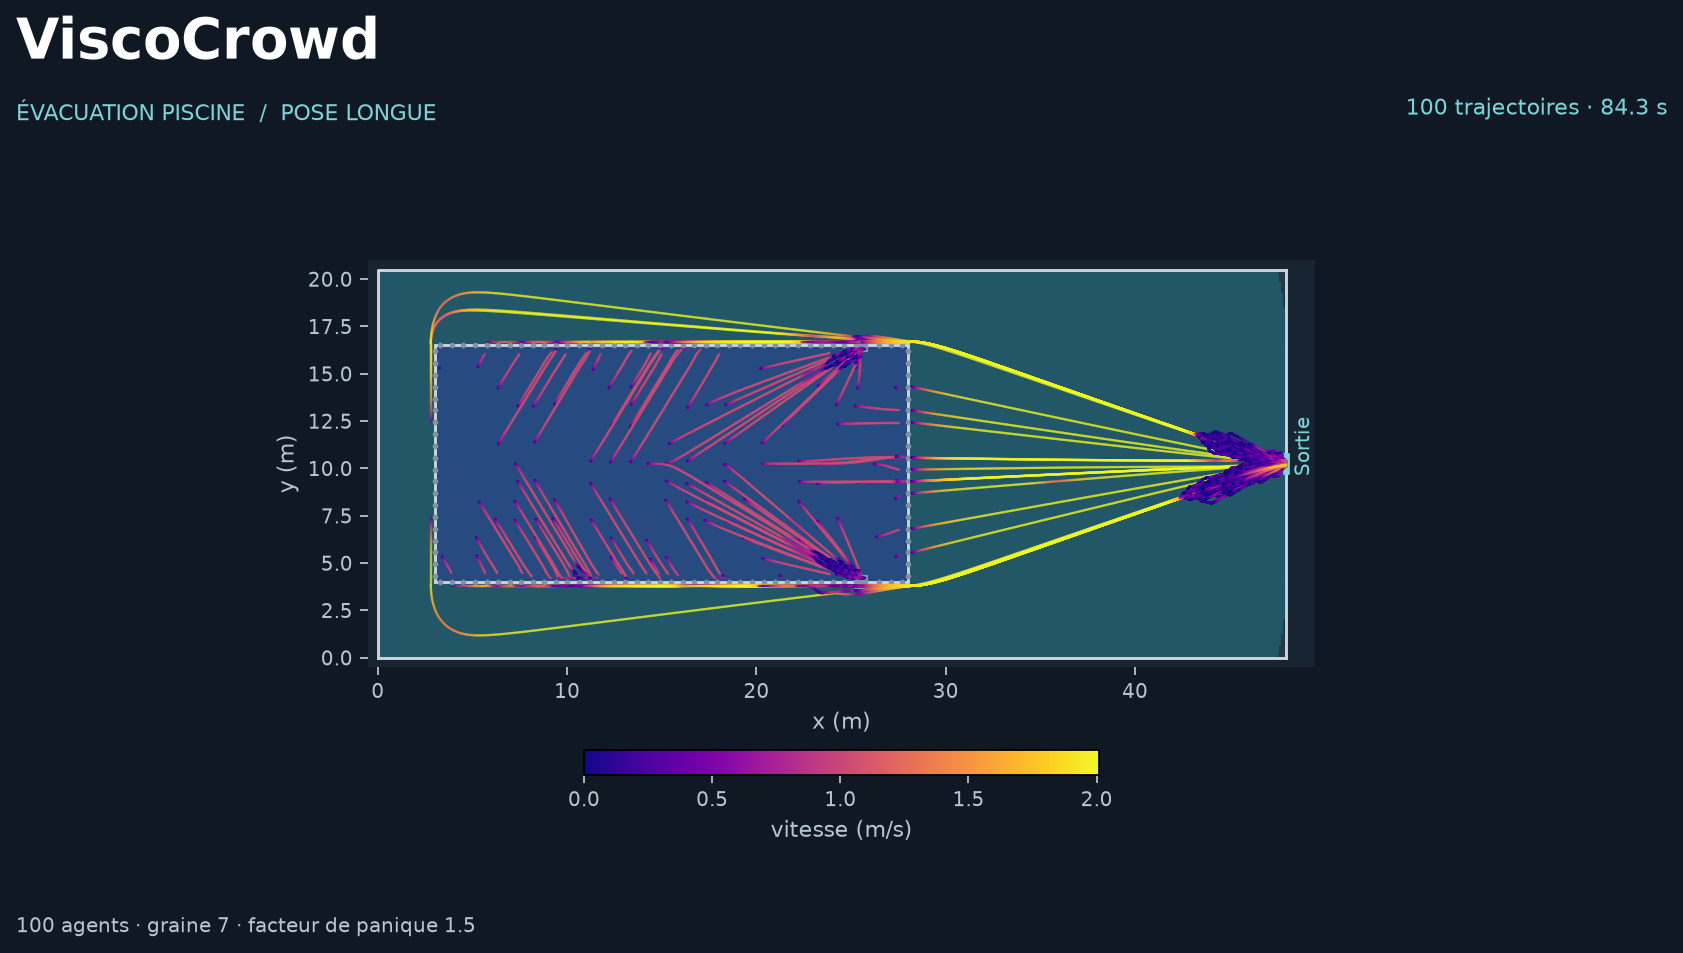 ViscoCrowd
ÉVACUATION PISCINE / POSE LONGUE
100 trajectoires · 84.3 s
20.0
17.5
15.0
12.5
10.0
7.5
5.0
2.5
0.0
y (m)
Sortie
0 10 20 30 40
x (m)
0.0 0.5 1.0 1.5 2.0
vitesse (m/s)
100 agents · graine 7 · facteur de panique 1.5